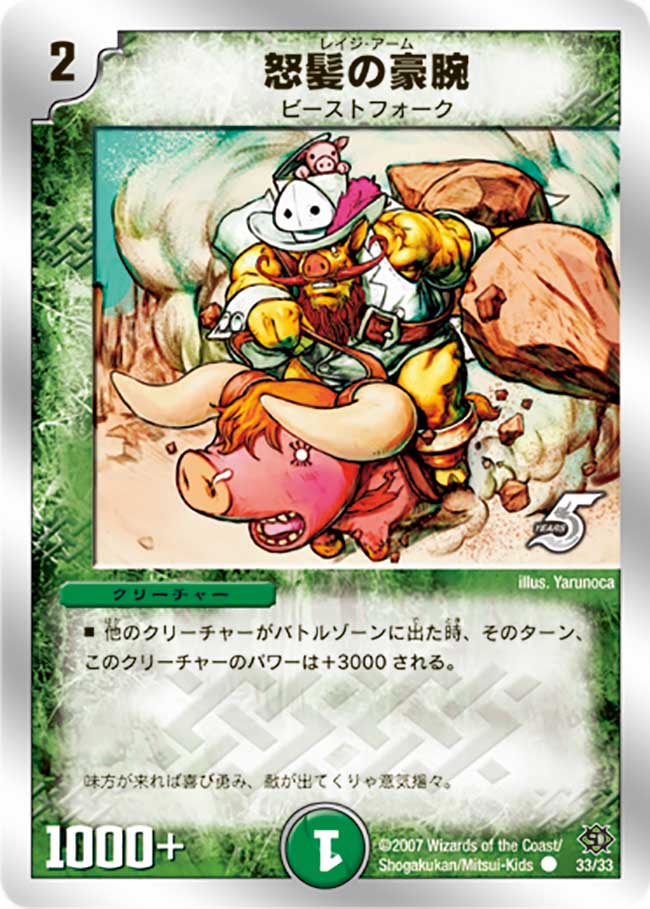 2
レイジ・アーム
怒髪の豪腕
ビーストフォーク
YEARS 5
illus. Yarunoca
クリーチャー
■ 他のクリーチャーがバトルゾーンに出た時、そのターン、
このクリーチャーのパワーは+3000 される。
味方が来れば喜び勇み、敵が出てくりゃ意気揚々。
1000+
1
©2007 Wizards of the Coast/
Shogakukan/Mitsui-Kids
33/33